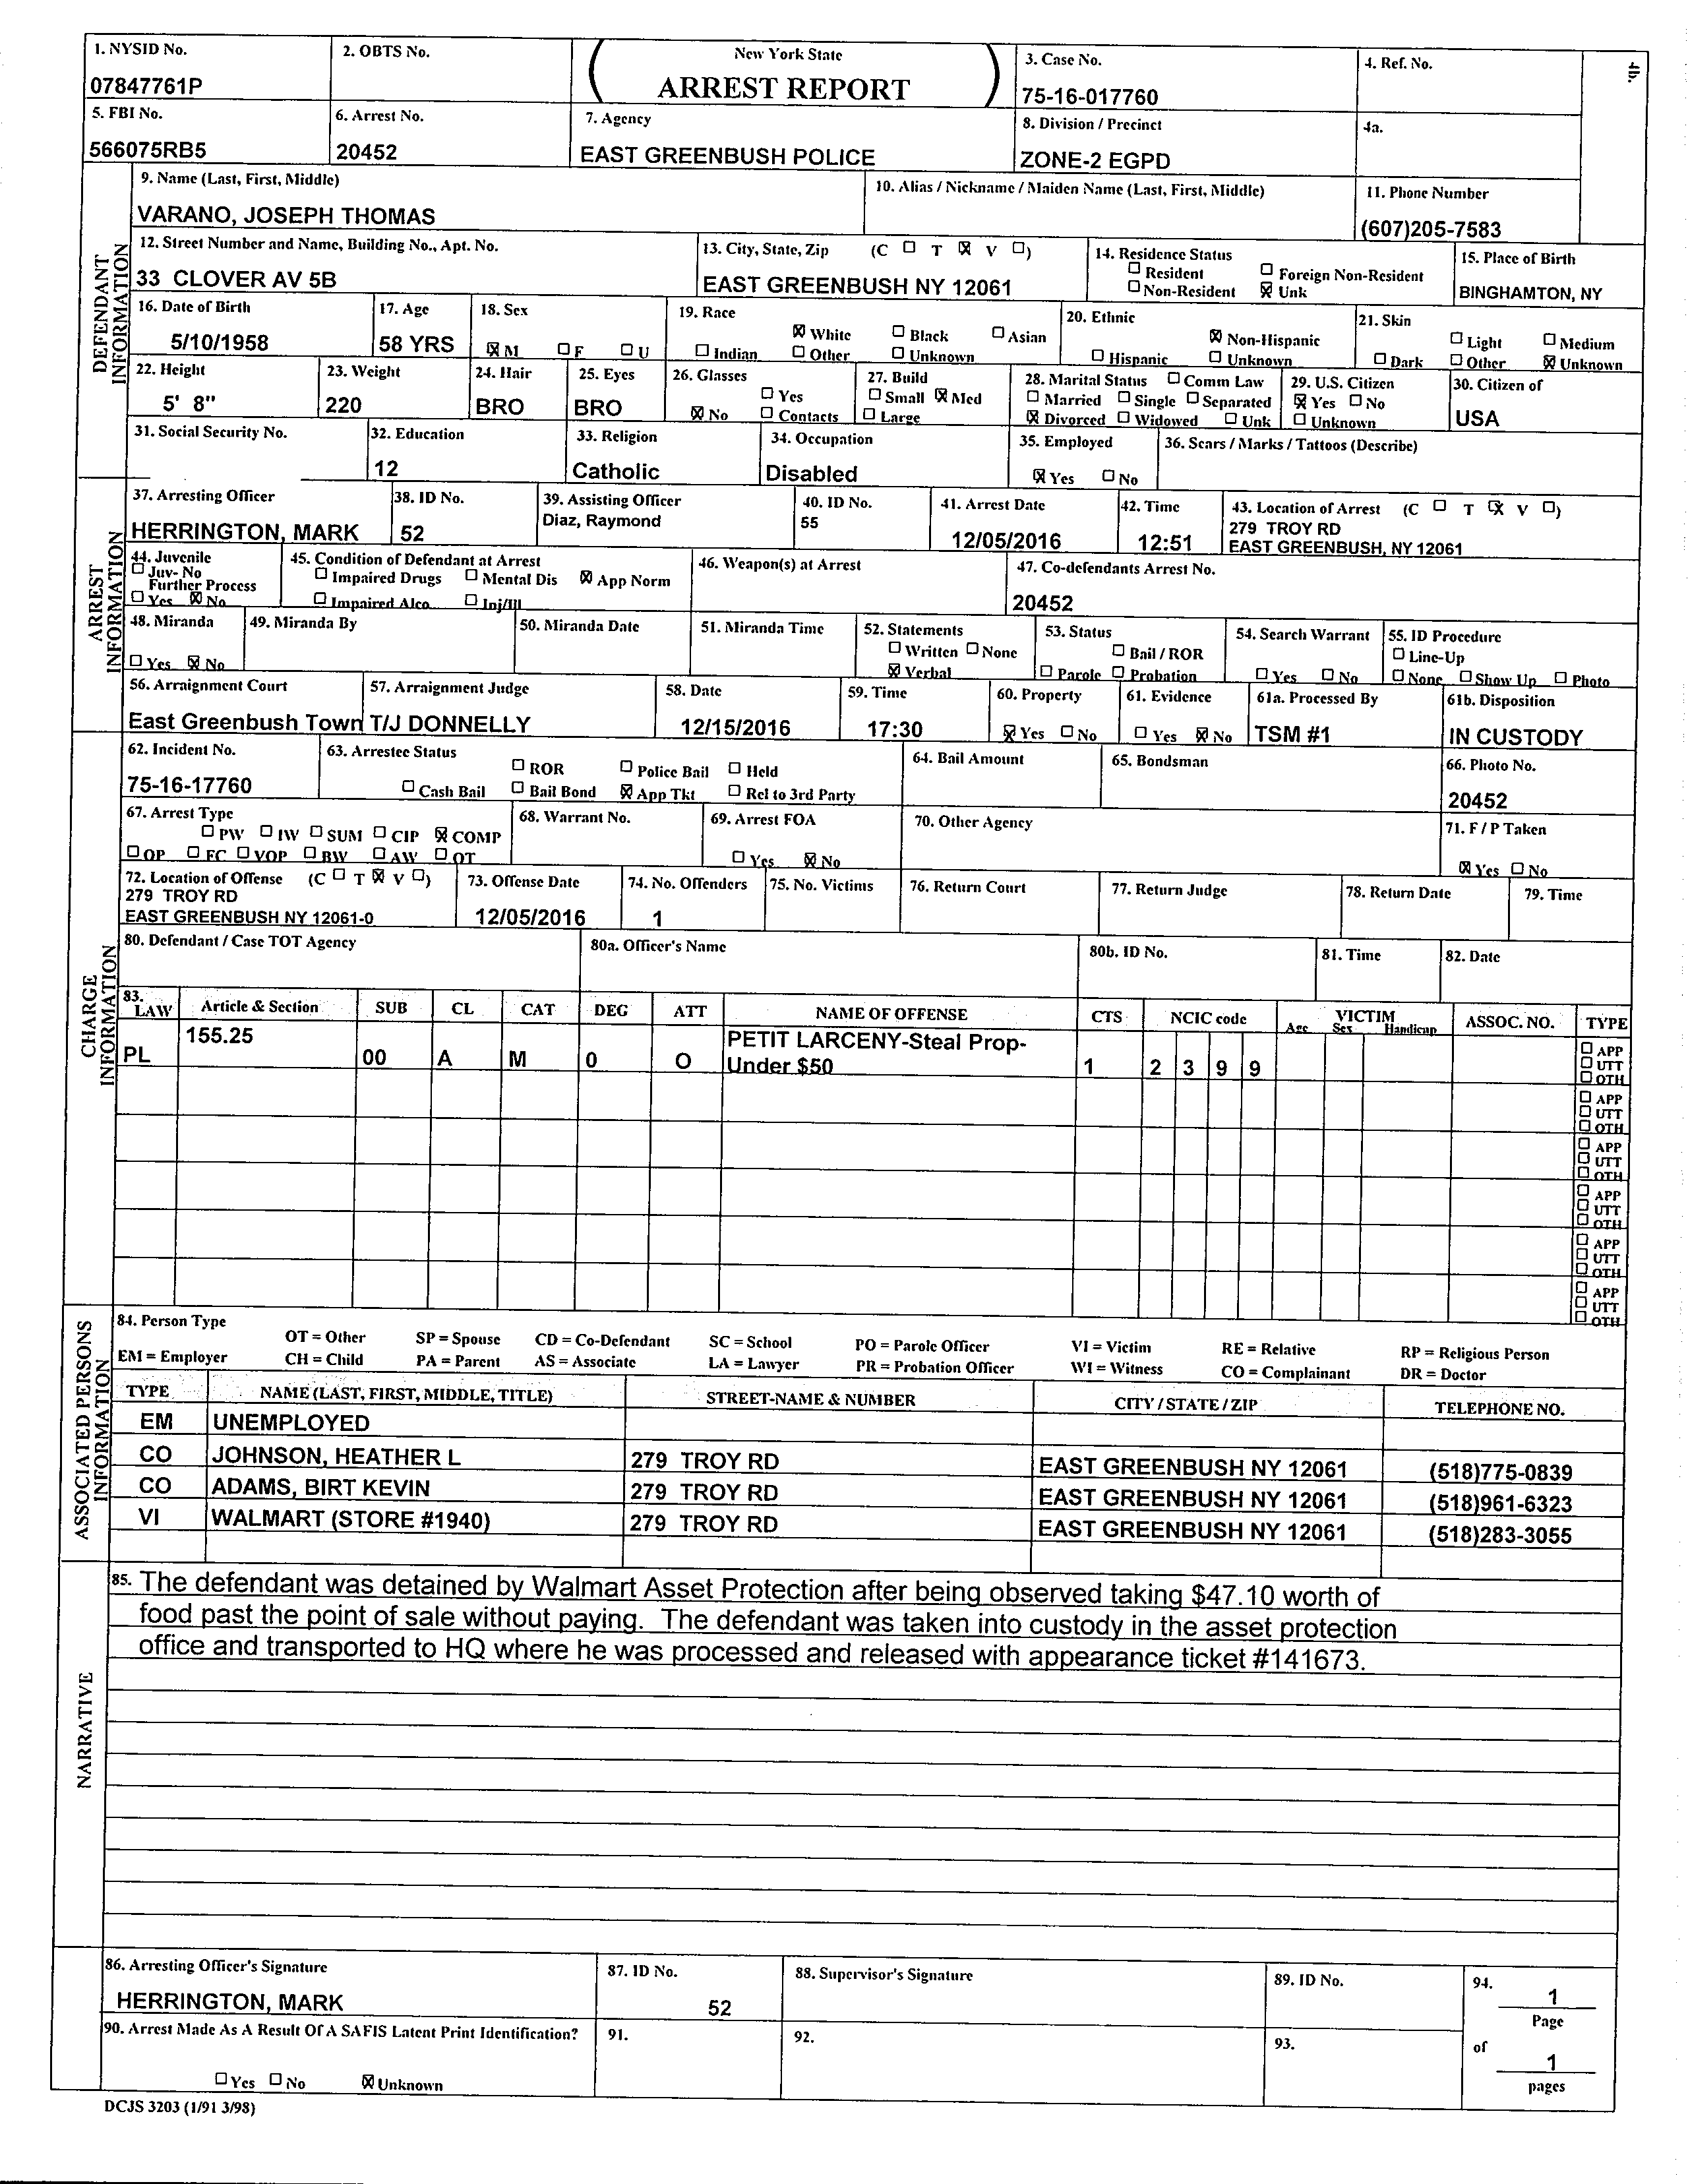 1. NYSID No.
07847761P
2. OBTS No.
New York State
ARREST REPORT
3. Case No.
75-16-017760
4. Ref. No.
4b.
5. FBI No.
566075RB5
6. Arrest No.
20452
7. Agency
EAST GREENBUSH POLICE
8. Division / Precinct
ZONE-2 EGPD
4a.
DEFENDANT INFORMATION
9. Name (Last, First, Middle)
VARANO, JOSEPH THOMAS
10. Alias / Nickname / Maiden Name (Last, First, Middle)
11. Phone Number
(607)205-7583
12. Street Number and Name, Building No., Apt. No.
33 CLOVER AV 5B
13. City, State, Zip (C ☐ T ☒ V ☐)
EAST GREENBUSH NY 12061
14. Residence Status
☐ Resident ☐ Foreign Non-Resident
☐ Non-Resident ☒ Unk
15. Place of Birth
BINGHAMTON, NY
16. Date of Birth
5/10/1958
17. Age
58 YRS
18. Sex
☒ M ☐ F ☐ U
19. Race
☒ White ☐ Black ☐ Asian
☐ Indian ☐ Other ☐ Unknown
20. Ethnic
☒ Non-Hispanic
☐ Hispanic ☐ Unknown
21. Skin
☐ Light ☐ Medium
☐ Dark ☐ Other ☒ Unknown
22. Height
5' 8"
23. Weight
220
24. Hair
BRO
25. Eyes
BRO
26. Glasses
☐ Yes
☒ No ☐ Contacts
27. Build
☐ Small ☒ Med
☐ Large
28. Marital Status ☐ Comm Law
☐ Married ☐ Single ☐ Separated
☒ Divorced ☐ Widowed ☐ Unk
29. U.S. Citizen
☒ Yes ☐ No
☐ Unknown
30. Citizen of
USA
31. Social Security No.
32. Education
12
33. Religion
Catholic
34. Occupation
Disabled
35. Employed
☒ Yes ☐ No
36. Scars / Marks / Tattoos (Describe)
ARREST INFORMATION
37. Arresting Officer
HERRINGTON, MARK
38. ID No.
52
39. Assisting Officer
Diaz, Raymond
40. ID No.
55
41. Arrest Date
12/05/2016
42. Time
12:51
43. Location of Arrest (C ☐ T ☒ V ☐)
279 TROY RD
EAST GREENBUSH, NY 12061
44. Juvenile
☐ Juv- No
Further Process
☐ Yes ☒ No
45. Condition of Defendant at Arrest
☐ Impaired Drugs ☐ Mental Dis ☒ App Norm
☐ Impaired Alco ☐ Inj/Ill
46. Weapon(s) at Arrest
47. Co-defendants Arrest No.
20452
48. Miranda
☐ Yes ☒ No
49. Miranda By
50. Miranda Date
51. Miranda Time
52. Statements
☐ Written ☐ None
☒ Verbal
53. Status
☐ Bail / ROR
☐ Parole ☐ Probation
54. Search Warrant
☐ Yes ☐ No
55. ID Procedure
☐ Line-Up
☐ None ☐ Show Up ☐ Photo
56. Arraignment Court
East Greenbush Town
57. Arraignment Judge
T/J DONNELLY
58. Date
12/15/2016
59. Time
17:30
60. Property
☒ Yes ☐ No
61. Evidence
☐ Yes ☒ No
61a. Processed By
TSM #1
61b. Disposition
IN CUSTODY
CHARGE INFORMATION
62. Incident No.
75-16-17760
63. Arrestee Status
☐ ROR ☐ Police Bail ☐ Held
☐ Cash Bail ☐ Bail Bond ☒ App Tkt ☐ Rel to 3rd Party
64. Bail Amount
65. Bondsman
66. Photo No.
20452
67. Arrest Type
☐ PW ☐ IW ☐ SUM ☐ CIP ☒ COMP
☐ OP ☐ FC ☐ VOP ☐ BW ☐ AW ☐ OT
68. Warrant No.
69. Arrest FOA
☐ Yes ☒ No
70. Other Agency
71. F / P Taken
☒ Yes ☐ No
72. Location of Offense (C ☐ T ☒ V ☐)
279 TROY RD
EAST GREENBUSH NY 12061-0
73. Offense Date
12/05/2016
74. No. Offenders
1
75. No. Victims
76. Return Court
77. Return Judge
78. Return Date
79. Time
80. Defendant / Case TOT Agency
80a. Officer's Name
80b. ID No.
81. Time
82. Date
83. LAW Article & Section SUB CL CAT DEG ATT NAME OF OFFENSE CTS NCIC code VICTIM Age Sex Handicap ASSOC. NO. TYPE
PL 155.25 00 A M 0 O PETIT LARCENY-Steal Prop-
Under $50 1 2 3 9 9
☐ APP
☐ UTT
☐ OTH
☐ APP
☐ UTT
☐ OTH
☐ APP
☐ UTT
☐ OTH
☐ APP
☐ UTT
☐ OTH
☐ APP
☐ UTT
☐ OTH
☐ APP
☐ UTT
☐ OTH
ASSOCIATED PERSONS INFORMATION
84. Person Type
OT = Other SP = Spouse CD = Co-Defendant SC = School PO = Parole Officer VI = Victim RE = Relative RP = Religious Person
EM = Employer CH = Child PA = Parent AS = Associate LA = Lawyer PR = Probation Officer WI = Witness CO = Complainant DR = Doctor
TYPE NAME (LAST, FIRST, MIDDLE, TITLE) STREET-NAME & NUMBER CITY / STATE / ZIP TELEPHONE NO.
EM UNEMPLOYED
CO JOHNSON, HEATHER L 279 TROY RD EAST GREENBUSH NY 12061 (518)775-0839
CO ADAMS, BIRT KEVIN 279 TROY RD EAST GREENBUSH NY 12061 (518)961-6323
VI WALMART (STORE #1940) 279 TROY RD EAST GREENBUSH NY 12061 (518)283-3055
NARRATIVE
85. The defendant was detained by Walmart Asset Protection after being observed taking $47.10 worth of
food past the point of sale without paying. The defendant was taken into custody in the asset protection
office and transported to HQ where he was processed and released with appearance ticket #141673.
86. Arresting Officer's Signature
HERRINGTON, MARK
87. ID No.
52
88. Supervisor's Signature
89. ID No.
94. 1
Page
of
1
pages
90. Arrest Made As A Result Of A SAFIS Latent Print Identification?
☐ Yes ☐ No ☒ Unknown
91.
92.
93.
DCJS 3203 (1/91 3/98)